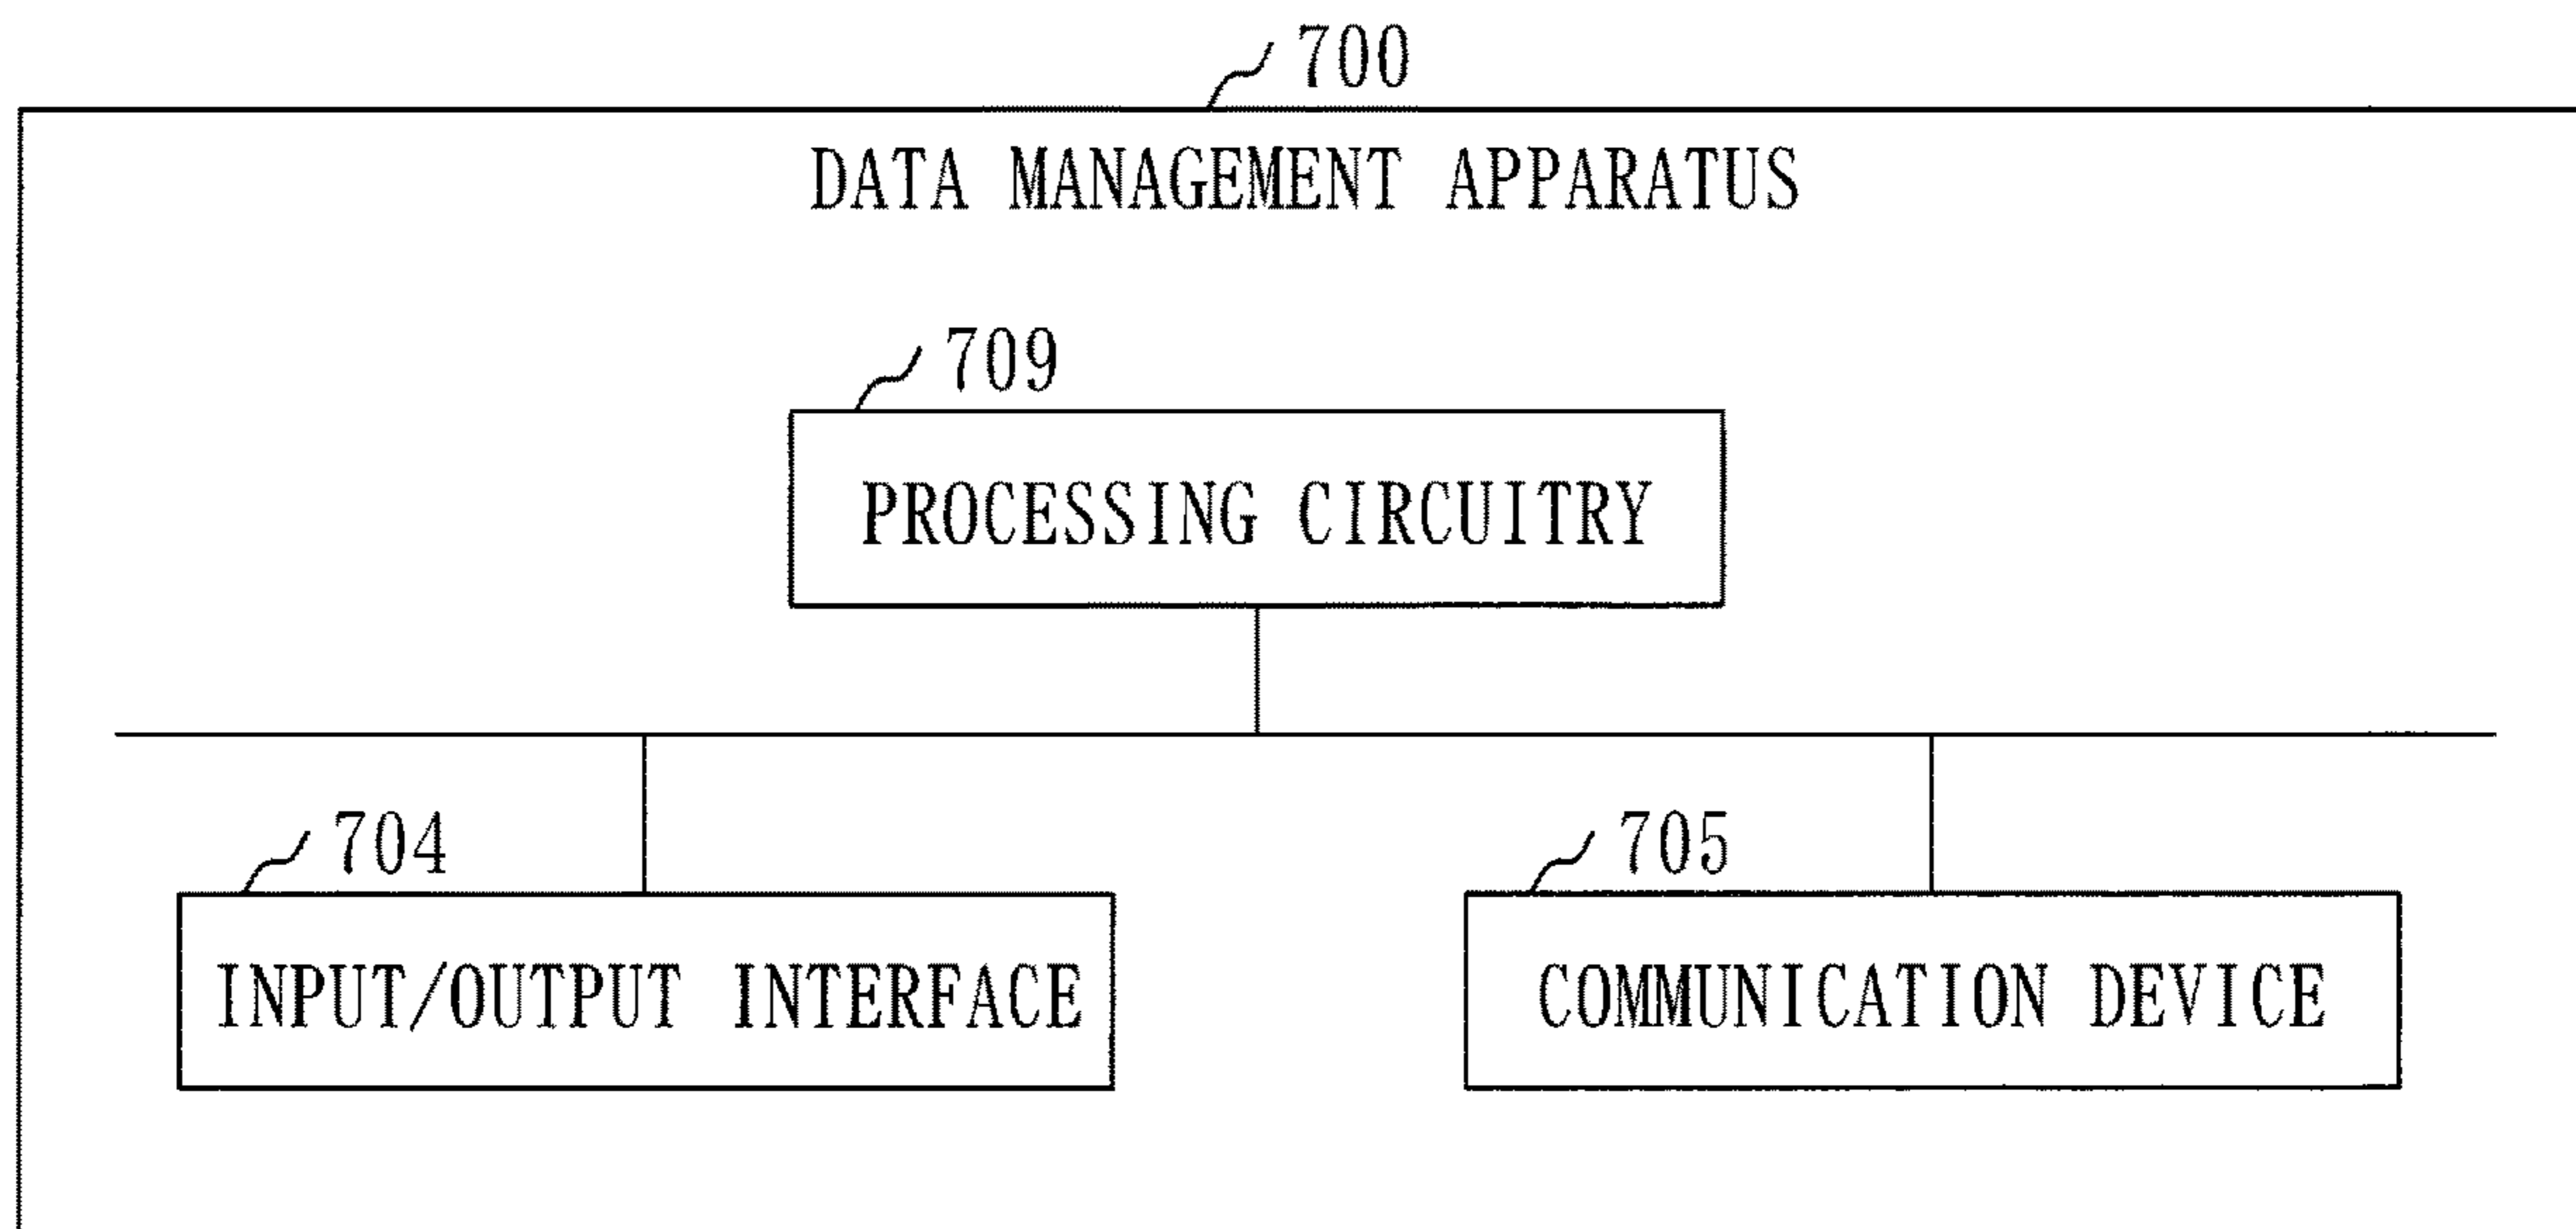 700
DATA MANAGEMENT APPARATUS
709
PROCESSING CIRCUITRY
704
INPUT/OUTPUT INTERFACE
705
COMMUNICATION DEVICE